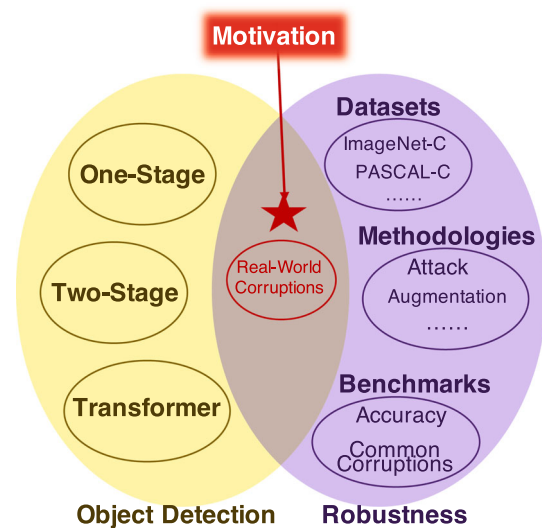 Motivation
One-Stage
Two-Stage
Transformer
Object Detection
Real-World
Corruptions
Datasets
ImageNet-C
PASCAL-C
......
Methodologies
Attack
Augmentation
......
Benchmarks
Accuracy
Common
Corruptions
Robustness